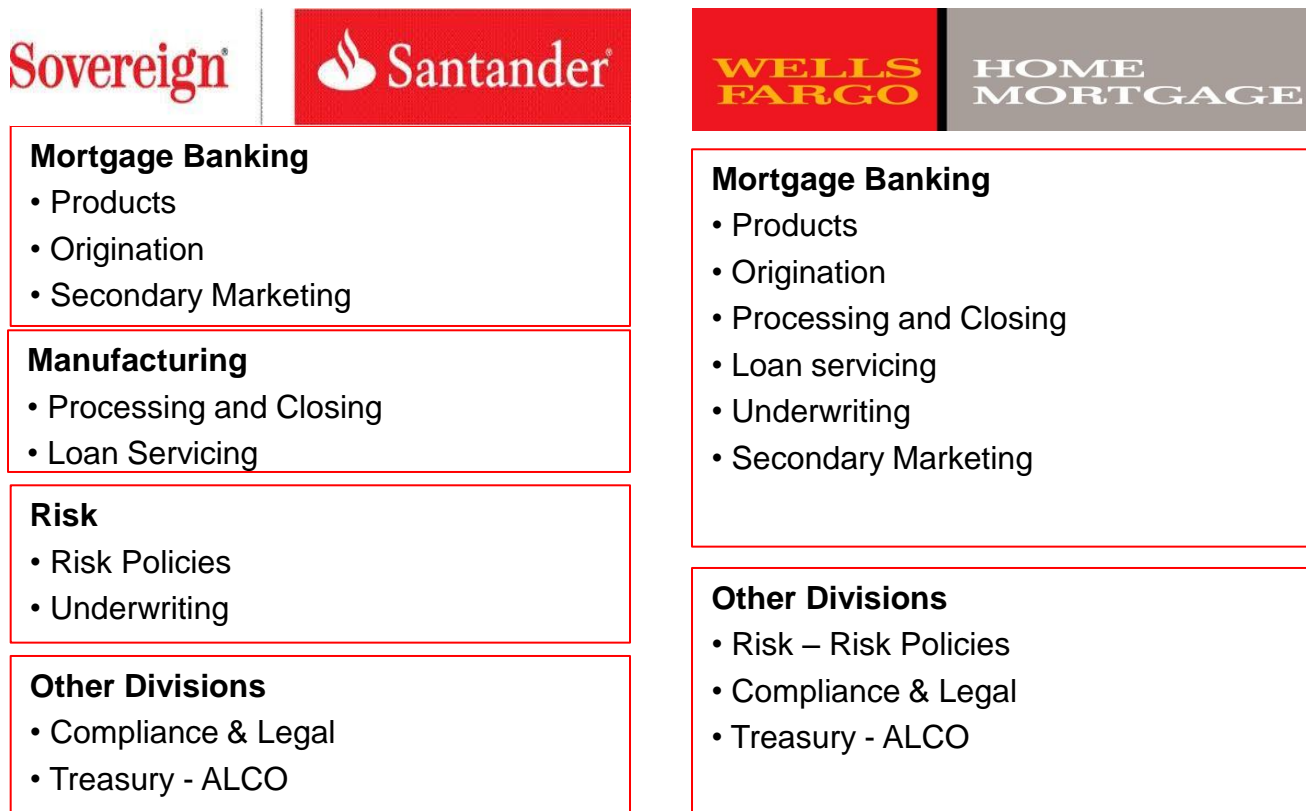 Sovereign® Santander®
Mortgage Banking
• Products
• Origination
• Secondary Marketing
Manufacturing
• Processing and Closing
• Loan Servicing
Risk
• Risk Policies
• Underwriting
Other Divisions
• Compliance & Legal
• Treasury - ALCO
WELLS HOME
FARGO MORTGAGE
Mortgage Banking
• Products
• Origination
• Processing and Closing
• Loan servicing
• Underwriting
• Secondary Marketing
Other Divisions
• Risk – Risk Policies
• Compliance & Legal
• Treasury - ALCO